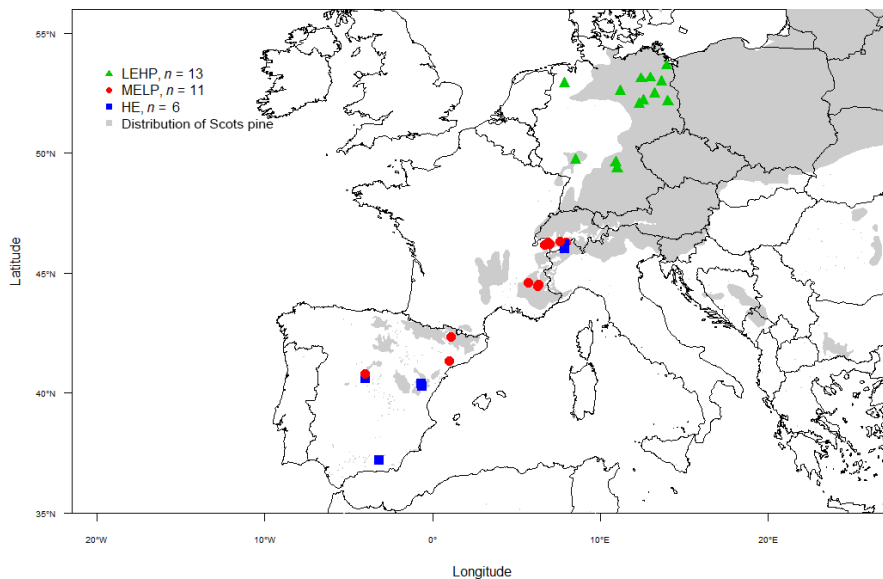 55°N
50°N
45°N
40°N
35°N
Latitude
LEHP, n = 13
MELP, n = 11
HE, n = 6
Distribution of Scots pine
20°W
10°W
0°
10°E
20°E
Longitude